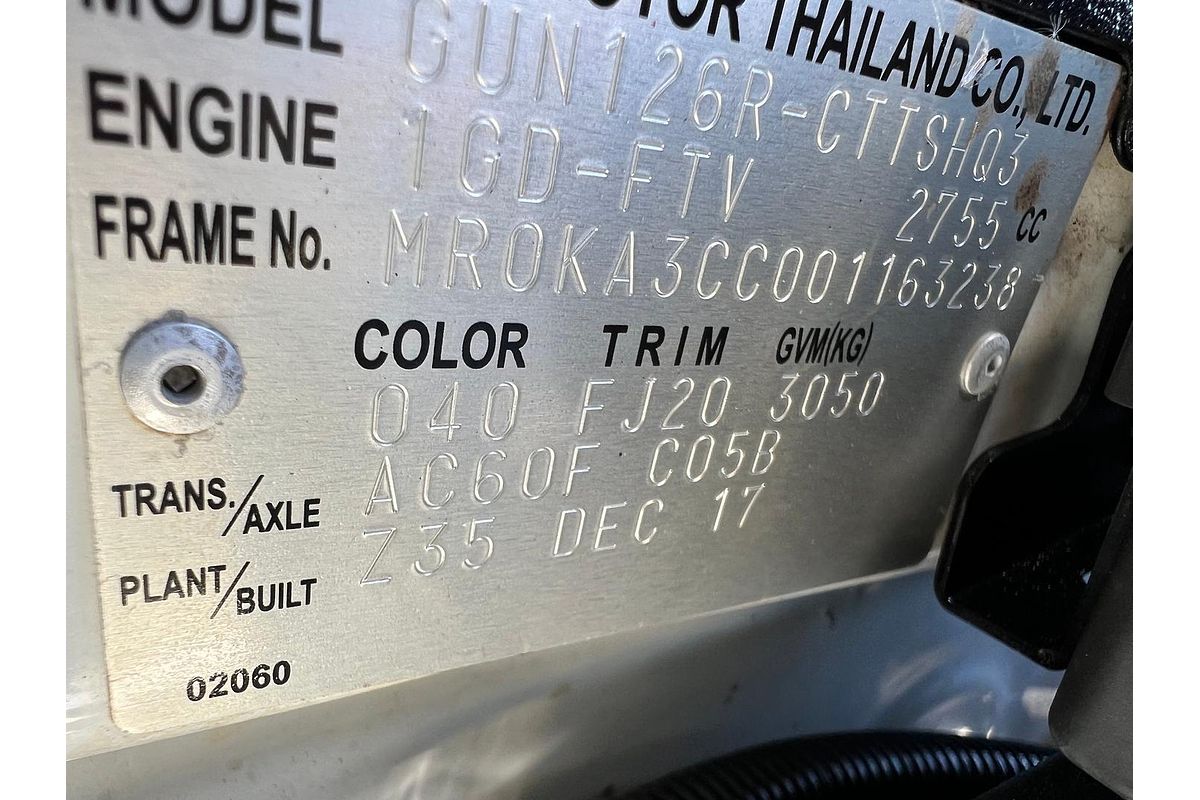 MOTOR THAILAND CO., LTD.
MODEL GUN126R-CTTSHQ3
ENGINE 1GD-FTV 2755 cc
FRAME No. MR0KA3CC001163238
COLOR TRIM GVM(KG)
040 FJ20 3050
TRANS./AXLE AC60F C05B
PLANT/BUILT Z35 DEC 17
02060